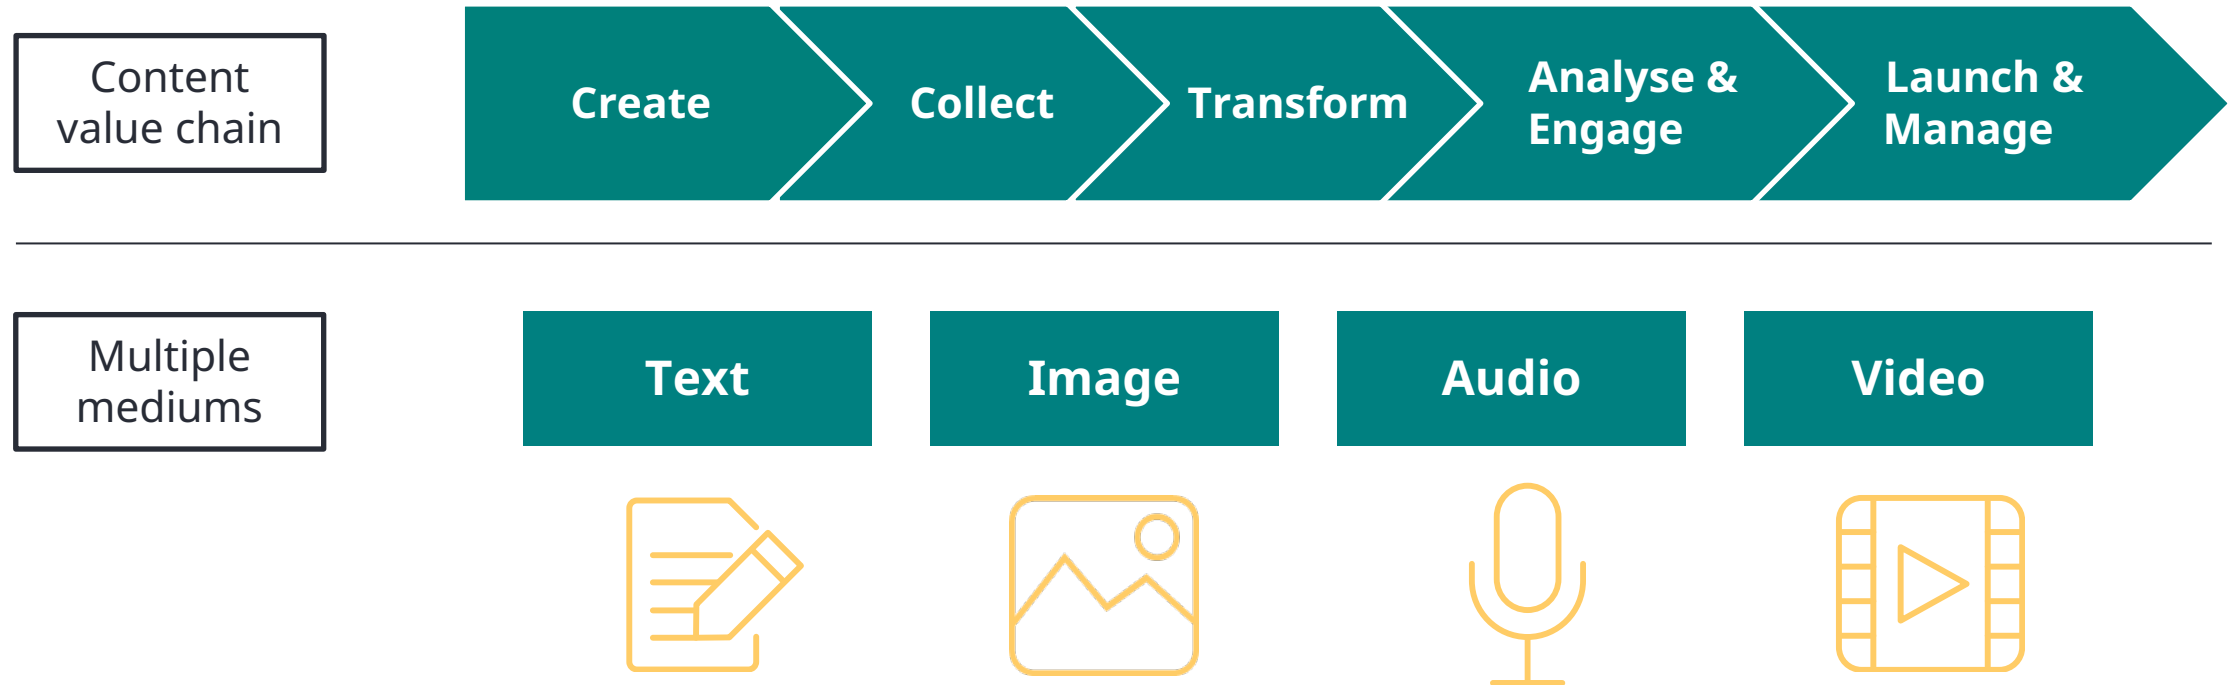 Content
value chain
Create
Collect
Transform
Analyse &
Engage
Launch &
Manage
Multiple
mediums
Text
Image
Audio
Video